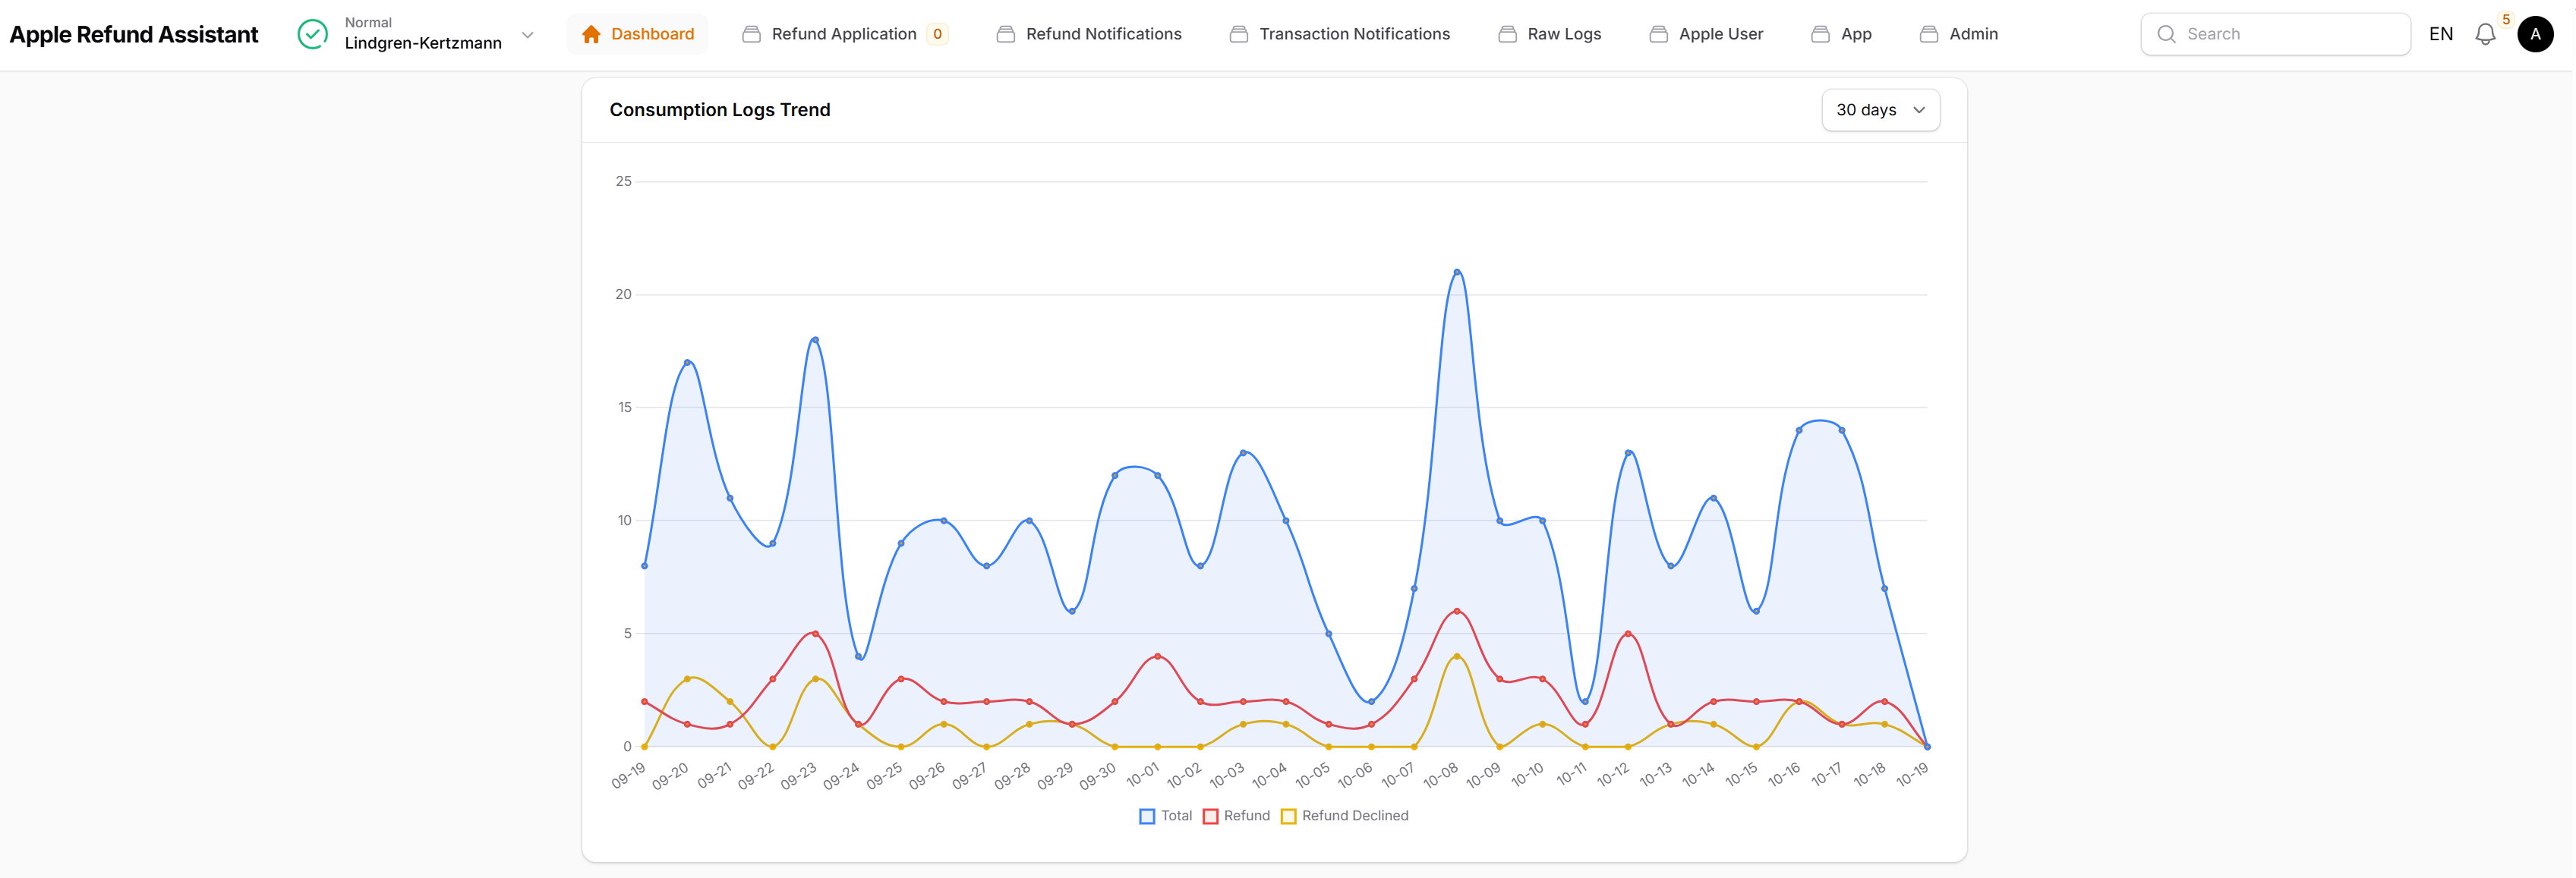 Apple Refund Assistant
Normal
Lindgren-Kertzmann
Dashboard
Refund Application 0
Refund Notifications
Transaction Notifications
Raw Logs
Apple User
App
Admin
Search
EN
5
A
Consumption Logs Trend
30 days
25
20
15
10
5
0
09-19 09-20 09-21 09-22 09-23 09-24 09-25 09-26 09-27 09-28 09-29 09-30 10-01 10-02 10-03 10-04 10-05 10-06 10-07 10-08 10-09 10-10 10-11 10-12 10-13 10-14 10-15 10-16 10-17 10-18 10-19
Total Refund Refund Declined